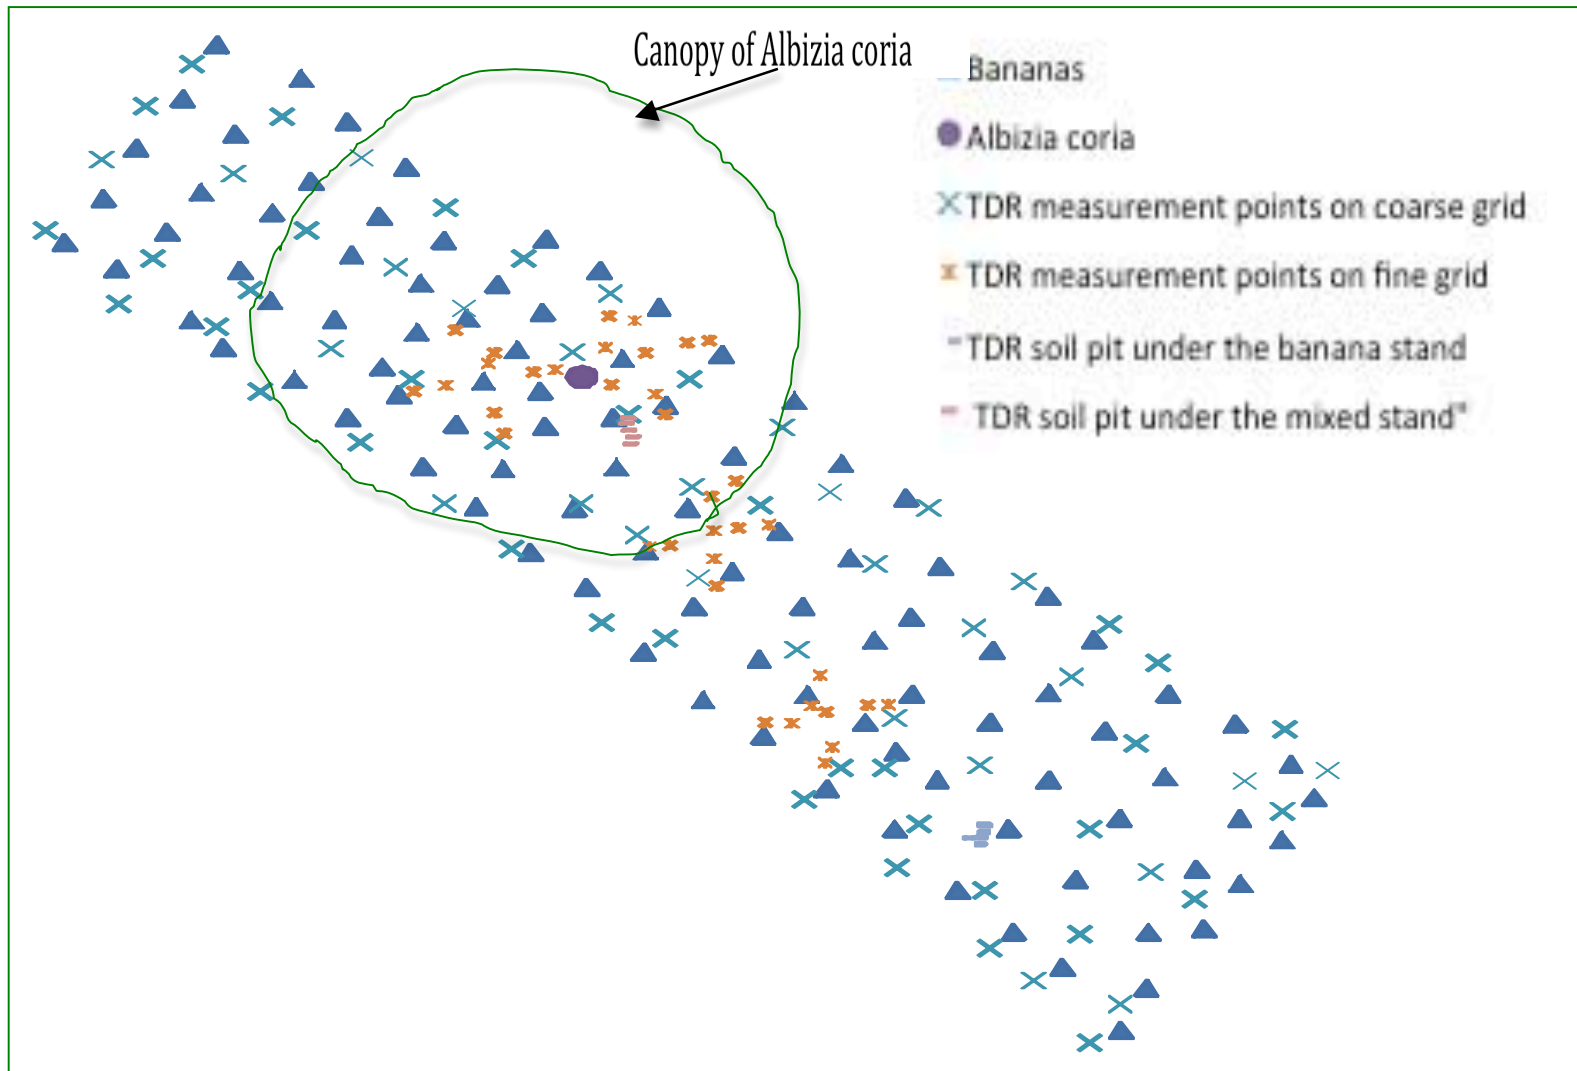 Canopy of Albizia coria
Bananas
Albizia coria
TDR measurement points on coarse grid
TDR measurement points on fine grid
TDR soil pit under the banana stand
TDR soil pit under the mixed stand"